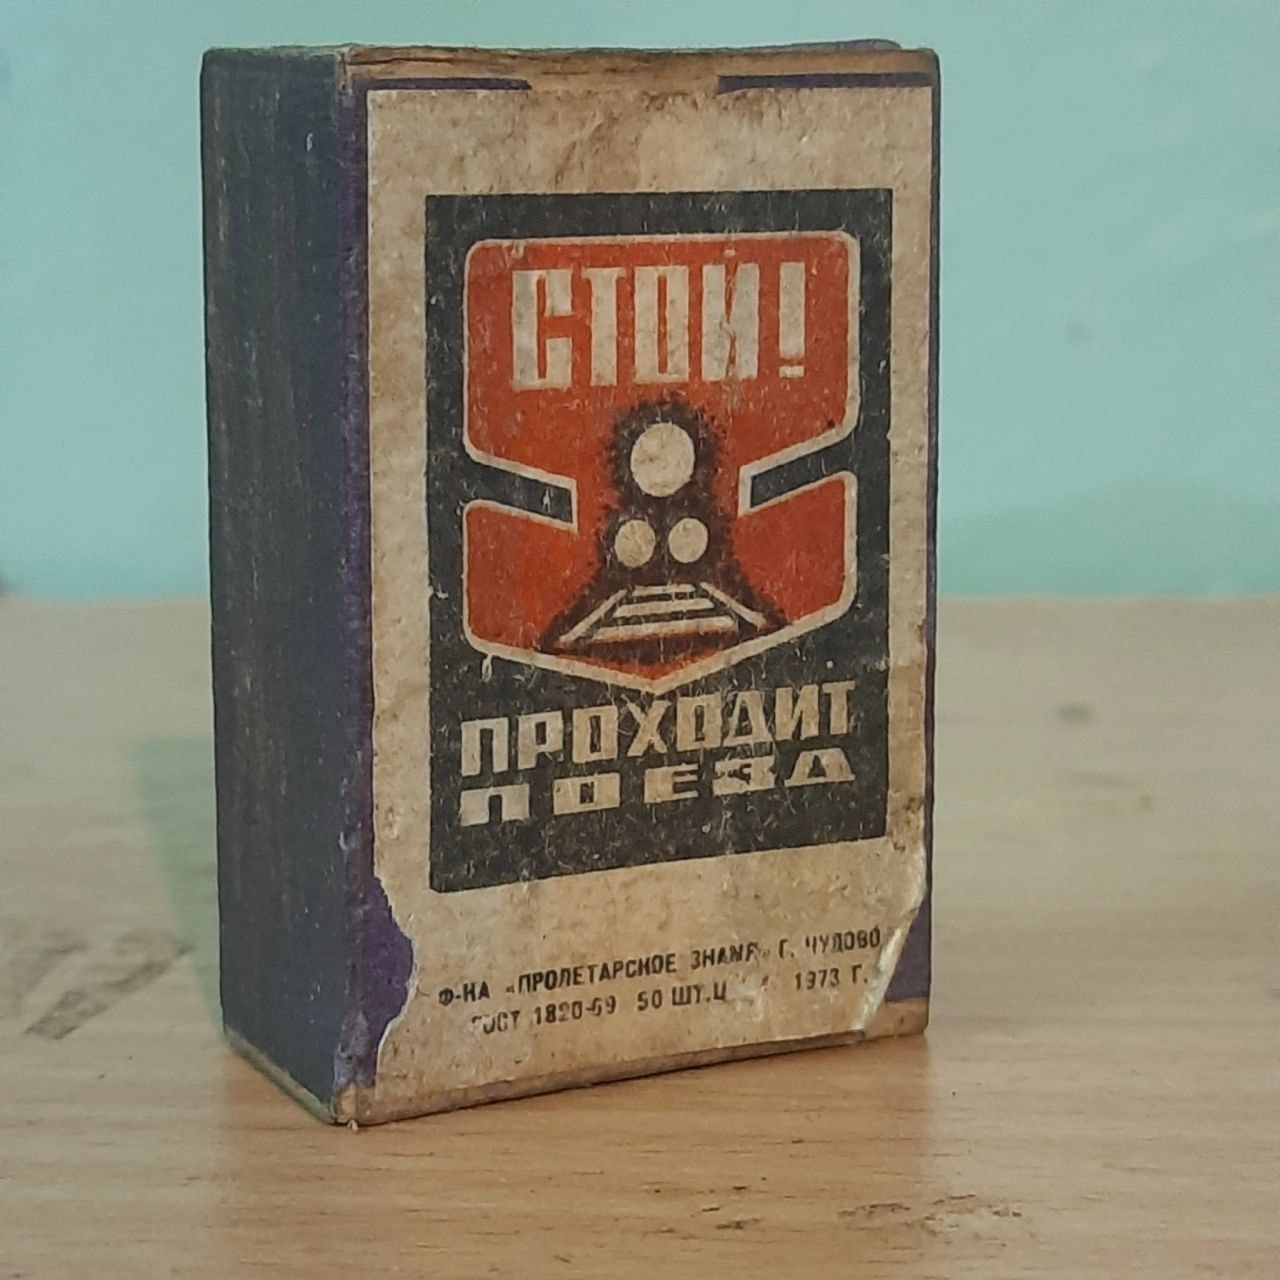 СТОЙ!
ПРОХОДИТ
ПОЕЗД
Ф-КА «ПРОЛЕТАРСКОЕ ЗНАМЯ» Г. ЧУДОВО
ГОСТ 1820-69 50 ШТ. 1973 Г.